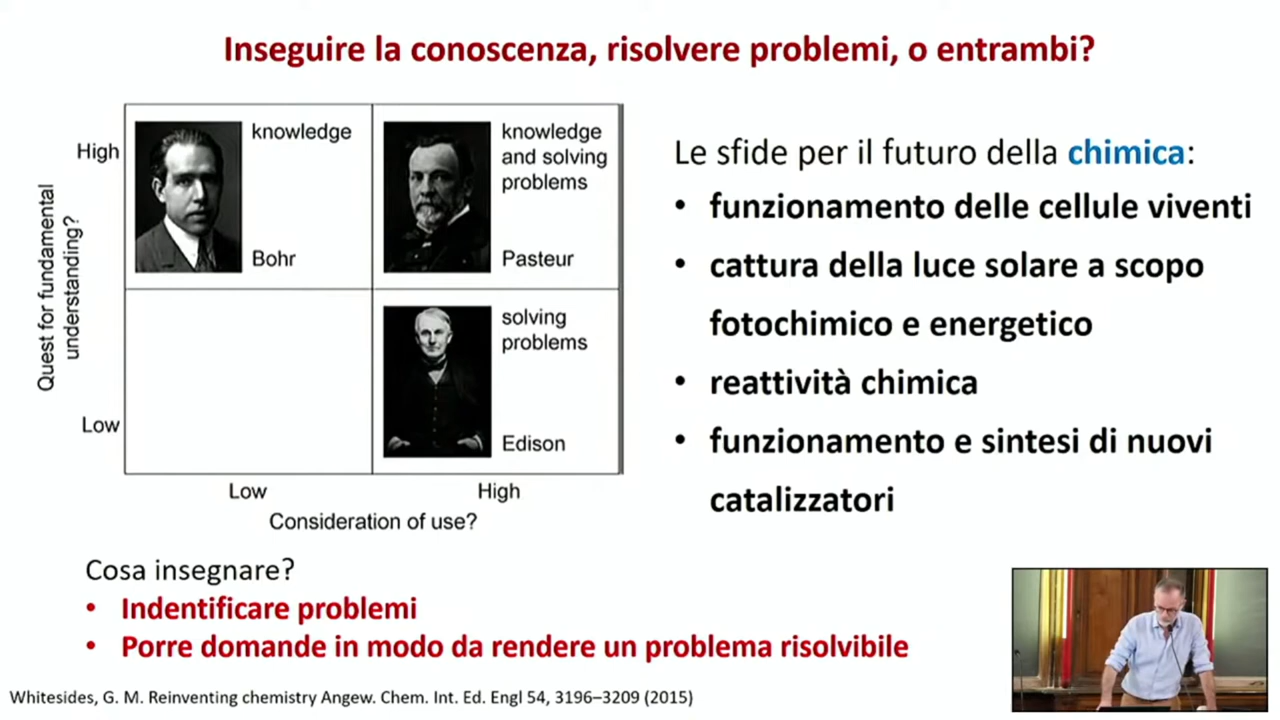 Inseguire la conoscenza, risolvere problemi, o entrambi?
High
Low
Quest for fundamental
understanding?
knowledge
Bohr
knowledge
and solving
problems
Pasteur
solving
problems
Edison
Low
High
Consideration of use?
Le sfide per il futuro della chimica:
• funzionamento delle cellule viventi
• cattura della luce solare a scopo
fotochimico e energetico
• reattività chimica
• funzionamento e sintesi di nuovi
catalizzatori
Cosa insegnare?
• Indentificare problemi
• Porre domande in modo da rendere un problema risolvibile
Whitesides, G. M. Reinventing chemistry Angew. Chem. Int. Ed. Engl 54, 3196–3209 (2015)